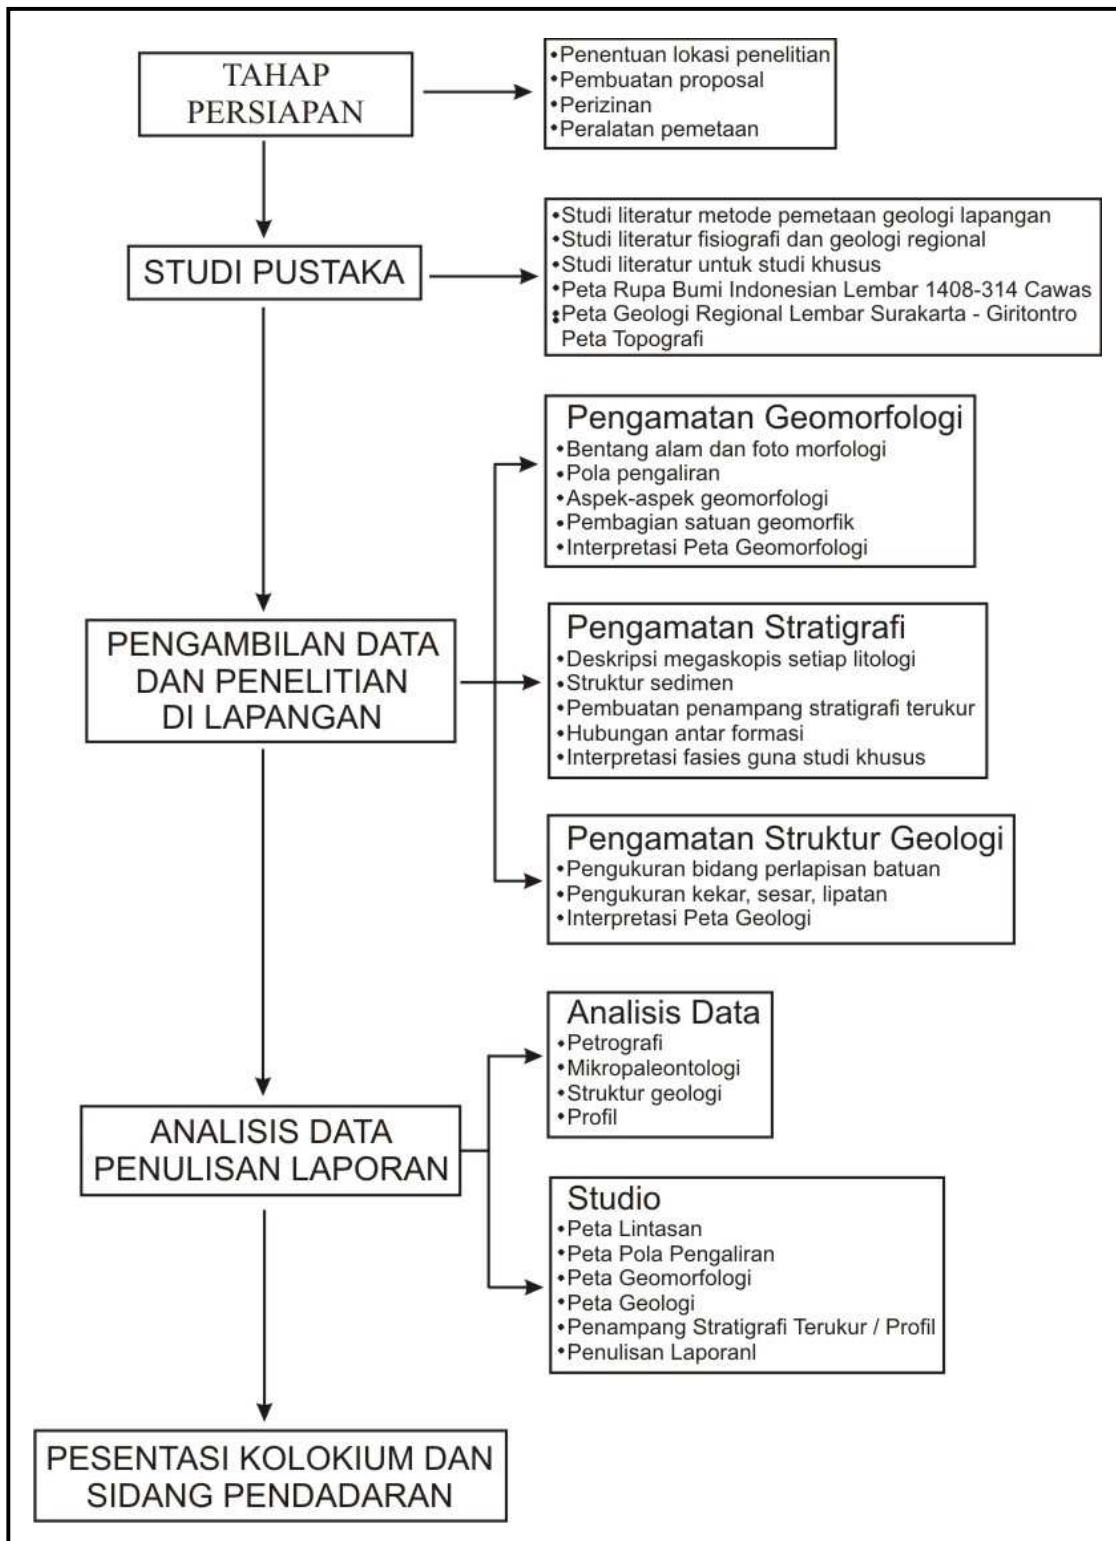 TAHAP
PERSIAPAN
•Penentuan lokasi penelitian
•Pembuatan proposal
•Perizinan
•Peralatan pemetaan
STUDI PUSTAKA
•Studi literatur metode pemetaan geologi lapangan
•Studi literatur fisiografi dan geologi regional
•Studi literatur untuk studi khusus
•Peta Rupa Bumi Indonesian Lembar 1408-314 Cawas
•Peta Geologi Regional Lembar Surakarta - Giritontro
•Peta Topografi
PENGAMBILAN DATA
DAN PENELITIAN
DI LAPANGAN
Pengamatan Geomorfologi
•Bentang alam dan foto morfologi
•Pola pengaliran
•Aspek-aspek geomorfologi
•Pembagian satuan geomorfik
•Interpretasi Peta Geomorfologi
Pengamatan Stratigrafi
•Deskripsi megaskopis setiap litologi
•Struktur sedimen
•Pembuatan penampang stratigrafi terukur
•Hubungan antar formasi
•Interpretasi fasies guna studi khusus
Pengamatan Struktur Geologi
•Pengukuran bidang perlapisan batuan
•Pengukuran kekar, sesar, lipatan
•Interpretasi Peta Geologi
ANALISIS DATA
PENULISAN LAPORAN
Analisis Data
•Petrografi
•Mikropaleontologi
•Struktur geologi
•Profil
Studio
•Peta Lintasan
•Peta Pola Pengaliran
•Peta Geomorfologi
•Peta Geologi
•Penampang Stratigrafi Terukur / Profil
•Penulisan Laporanl
PESENTASI KOLOKIUM DAN
SIDANG PENDADARAN